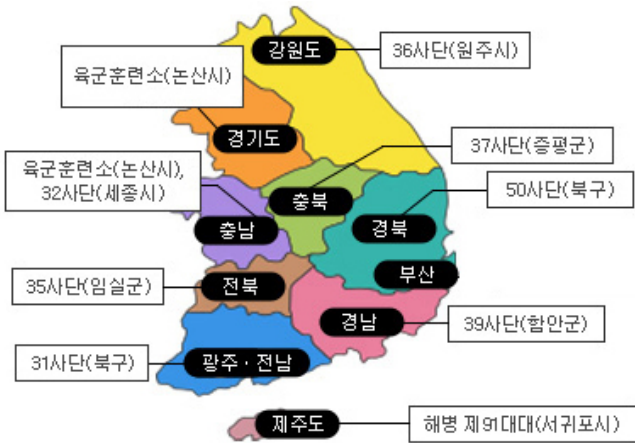 강원도
36사단(원주시)
육군훈련소(논산시)
경기도
37사단(증평군)
육군훈련소(논산시),
32사단(세종시)
충북
50사단(북구)
충남
경북
부산
35사단(임실군)
전북
경남
39사단(함안군)
31사단(북구)
광주·전남
제주도
해병 제91대대(서귀포시)